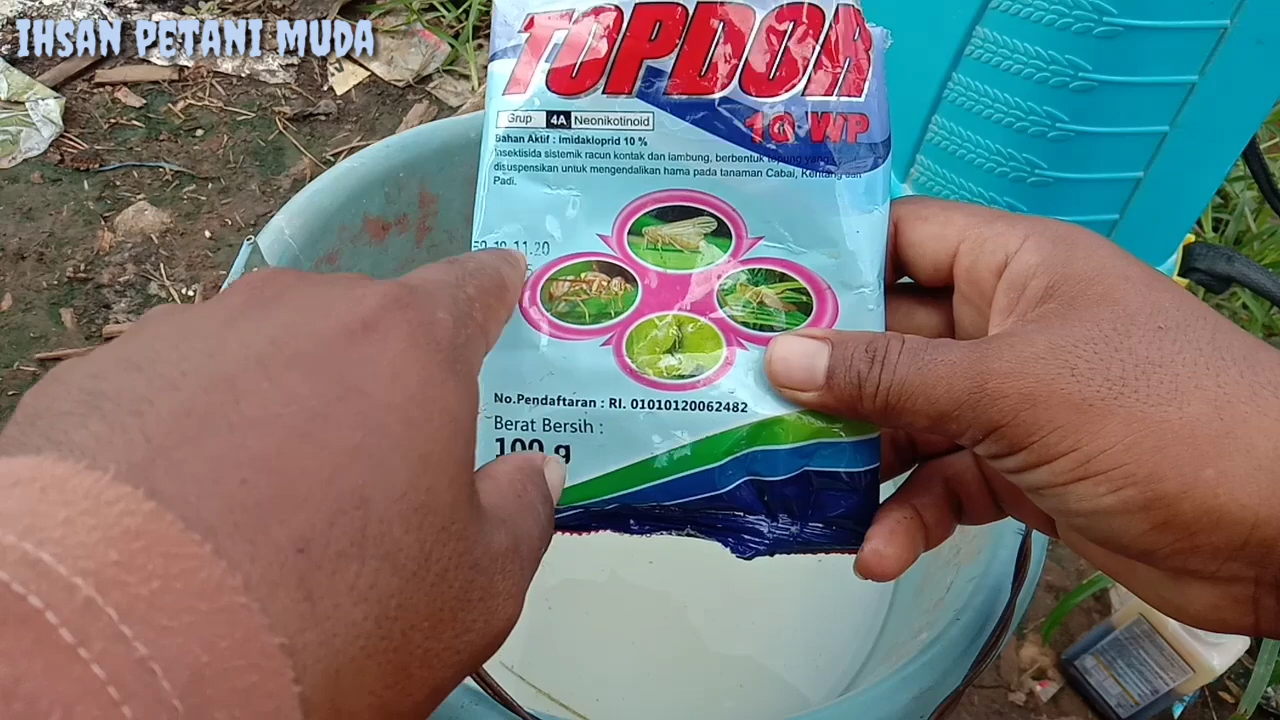 IHSAN PETANI MUDA
TOPDOR
10 WP
Grup 4A Neonikotinoid
Bahan Aktif : Imidakloprid 10 %
Insektisida sistemik racun kontak dan lambung, berbentuk tepung yang
disuspensikan untuk mengendalikan hama pada tanaman Cabai, Kentang dan
Padi.
11.20
No.Pendaftaran : RI. 01010120062482
Berat Bersih :
100 g